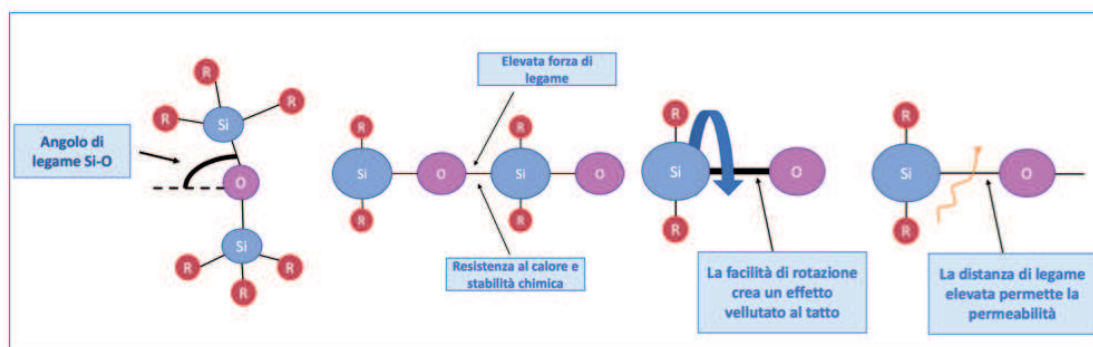 R
R
R
Si
Angolo di
legame Si-O
O
Si
R
R
R
Elevata forza di
legame
R
R
Si
O
Si
O
R
R
Resistenza al calore e
stabilità chimica
R
Si
O
R
La facilità di rotazione
crea un effetto
vellutato al tatto
R
Si
O
R
La distanza di legame
elevata permette la
permeabilità